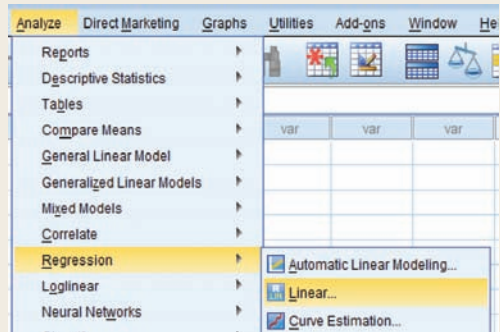 Analyze Direct Marketing Graphs Utilities Add-ons Window He
Reports
Descriptive Statistics
Tables
Compare Means
var var var
General Linear Model
Generalized Linear Models
Mixed Models
Correlate
Regression
Automatic Linear Modeling...
Loglinear
Linear...
Neural Networks
Curve Estimation...